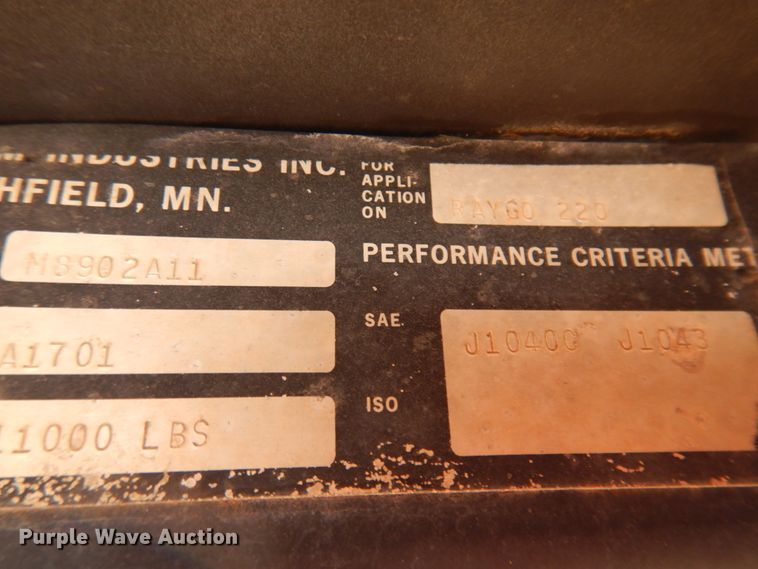 INDUSTRIES INC.
HFIELD, MN.
FOR
APPLI-
CATION
ON
RAYGO 220
M8902A11
PERFORMANCE CRITERIA MET
A1701
SAE
J1040C J1043
11000 LBS
ISO
Purple Wave Auction